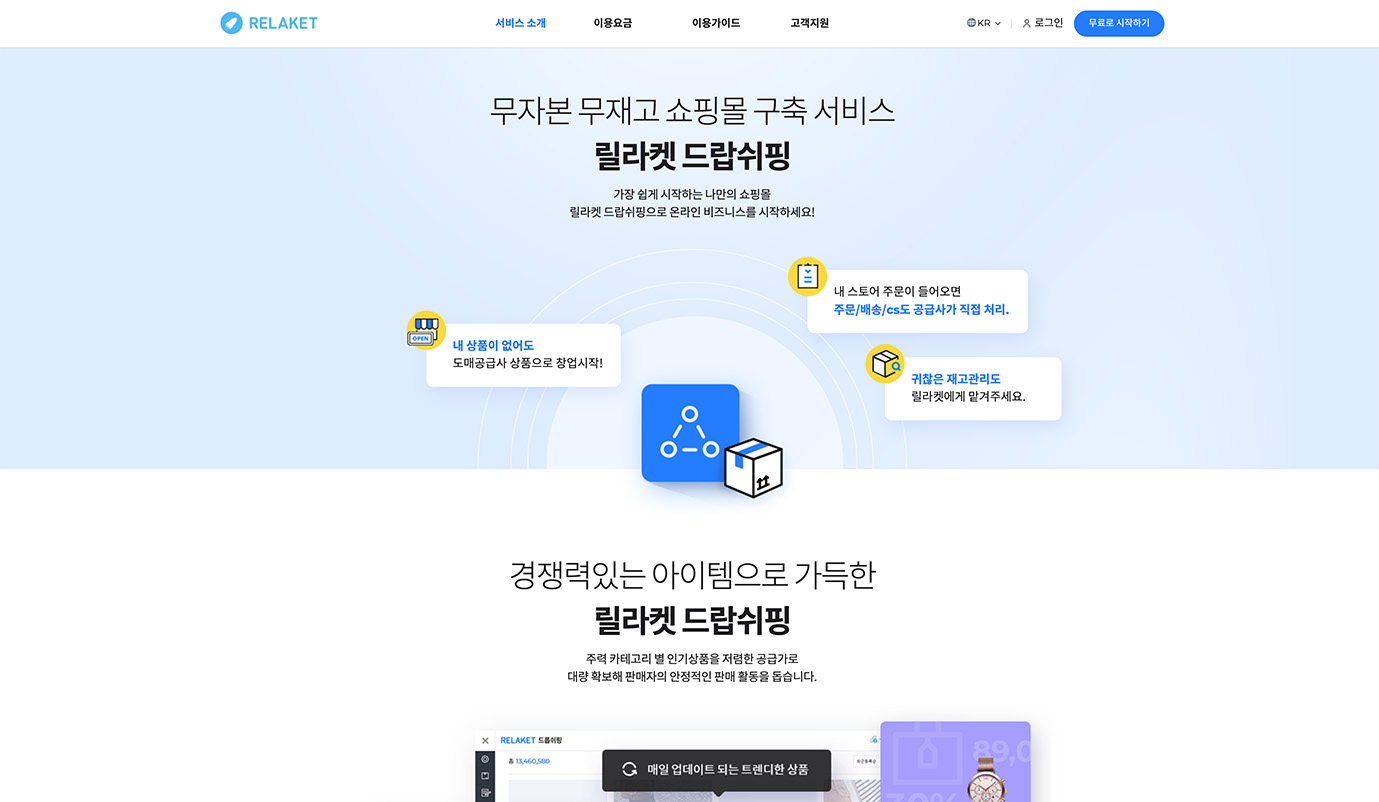 RELAKET
서비스 소개
이용요금
이용가이드
고객지원
KR
로그인
무료로 시작하기
무자본 무재고 쇼핑몰 구축 서비스
릴라켓 드랍쉬핑
가장 쉽게 시작하는 나만의 쇼핑몰
릴라켓 드랍쉬핑으로 온라인 비즈니스를 시작하세요!
내 스토어 주문이 들어오면
주문/배송/cs도 공급사가 직접 처리.
OPEN
내 상품이 없어도
도매공급사 상품으로 창업시작!
귀찮은 재고관리도
릴라켓에게 맡겨주세요.
경쟁력있는 아이템으로 가득한
릴라켓 드랍쉬핑
주력 카테고리 별 인기상품을 저렴한 공급가로
대량 확보해 판매자의 안정적인 판매 활동을 돕습니다.
RELAKET 드롭쉬핑
총 13,460,580
최근등록순
매일 업데이트 되는 트렌디한 상품
89,0
30%